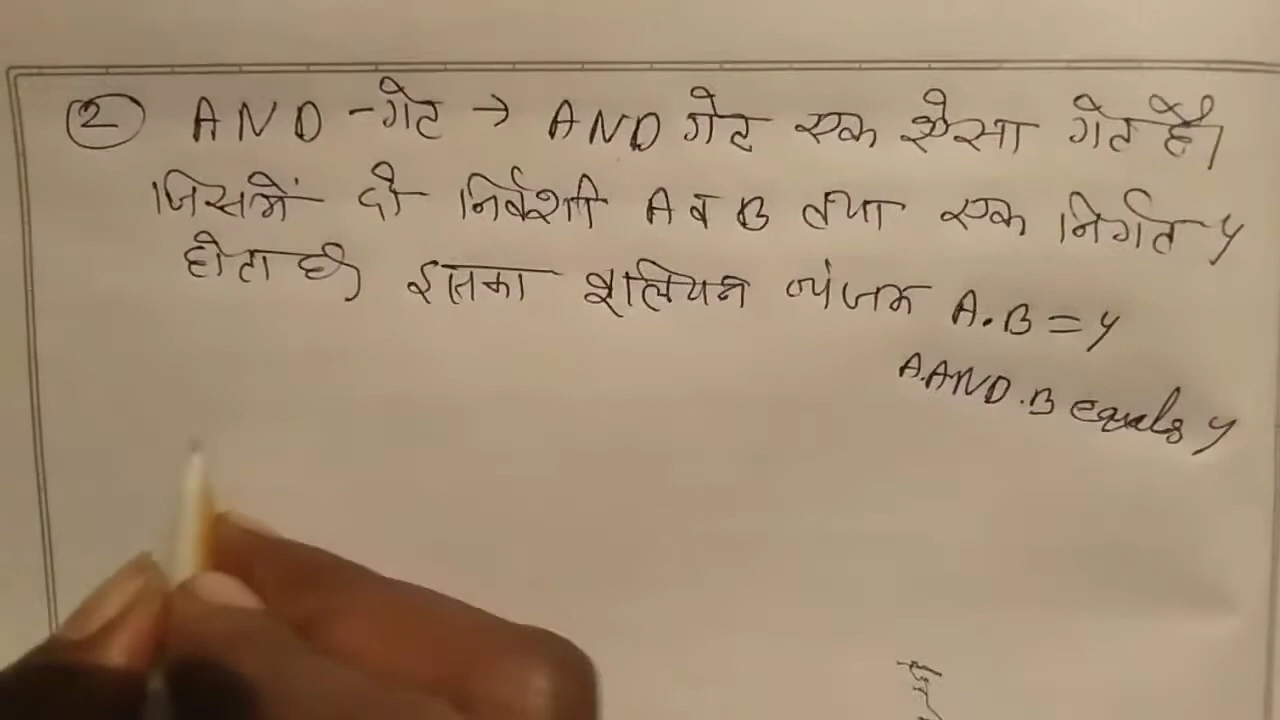 ② AND -गेट → AND गेट एक ऐसा गेट है।
जिसमें दो निवेशी A व B तथा एक निर्गत y
होता है, इसका बूलियन व्यंजक A.B = y
A.AND.B equals y